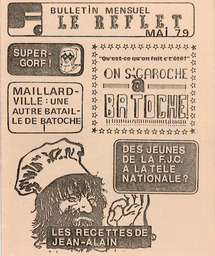 BULLETIN MENSUEL
LE REFLET
MAI 79
SUPER-
GORF!
"Qu'est-ce qu'on fait c't'été?"
ON S'GAROCHE
à
BATOCHE
MAILLARD-
VILLE: UNE
AUTRE BATAIL-
LE DE BATOCHE
DES JEUNES
DE LA F.J.C.
A LA TÉLÉ
NATIONALE?
LES RECETTES DE
JEAN-ALAIN